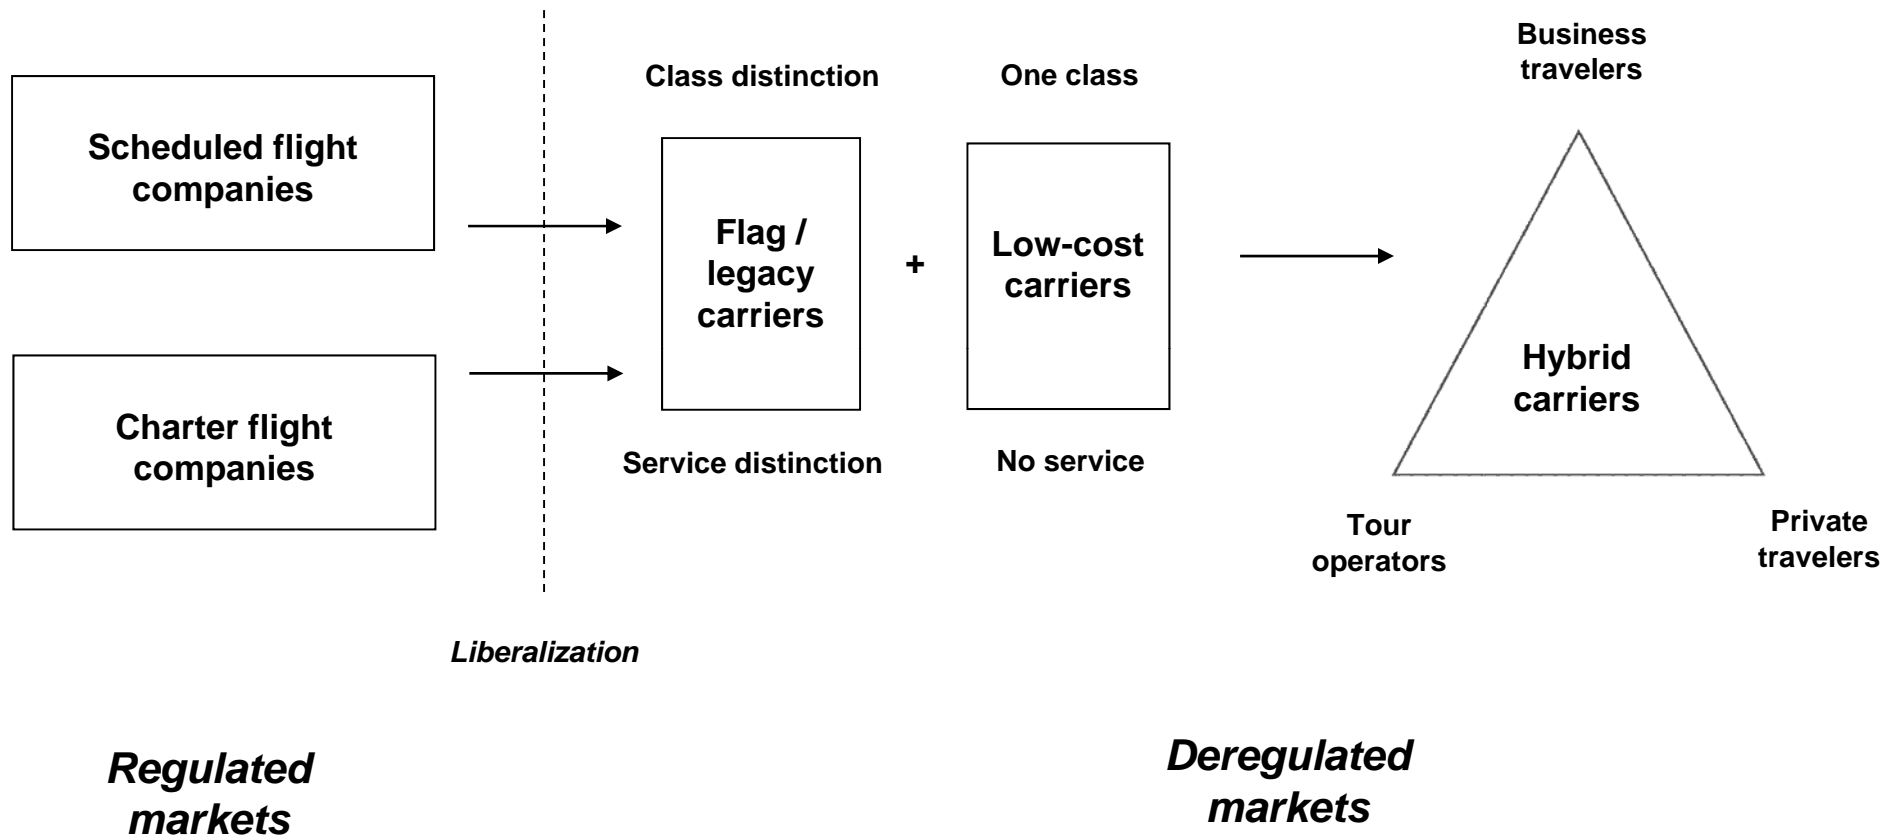 Scheduled flight
companies
Charter flight
companies
Liberalization
Class distinction
Flag /
legacy
carriers
Service distinction
+
One class
Low-cost
carriers
No service
Business
travelers
Hybrid
carriers
Tour
operators
Private
travelers
Regulated
markets
Deregulated
markets